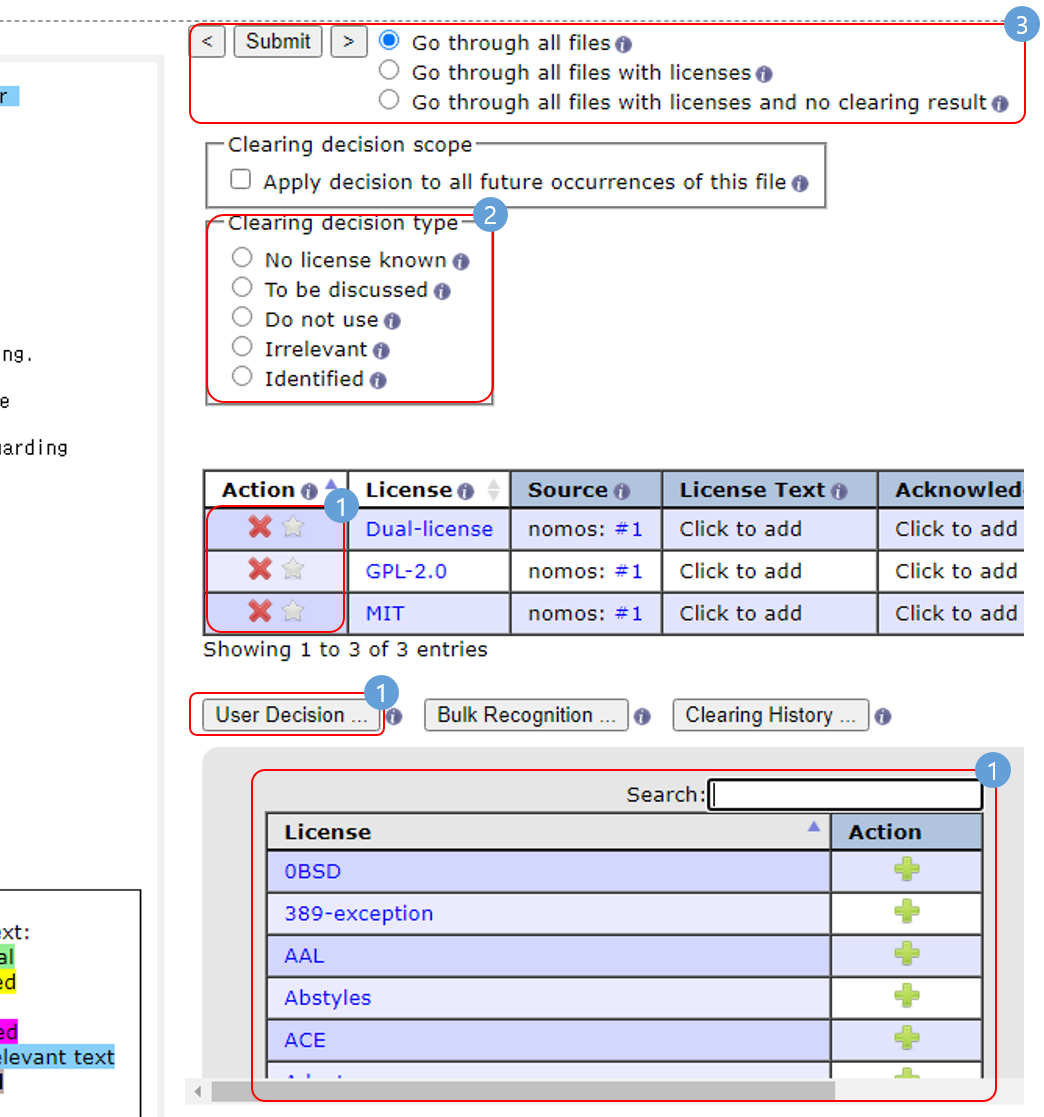 3
< Submit > Go through all files
Go through all files with licenses
Go through all files with licenses and no clearing result
r
Clearing decision scope
Apply decision to all future occurrences of this file
2
Clearing decision type
No license known
To be discussed
Do not use
Irrelevant
Identified
ng.
e
arding
Action License Source License Text Acknowled
1
Dual-license nomos: #1 Click to add Click to add
GPL-2.0 nomos: #1 Click to add Click to add
MIT nomos: #1 Click to add Click to add
Showing 1 to 3 of 3 entries
1
User Decision ... Bulk Recognition ... Clearing History ...
1
Search:
License Action
0BSD
389-exception
AAL
Abstyles
ACE
ext:
al
ed
ed
elevant text